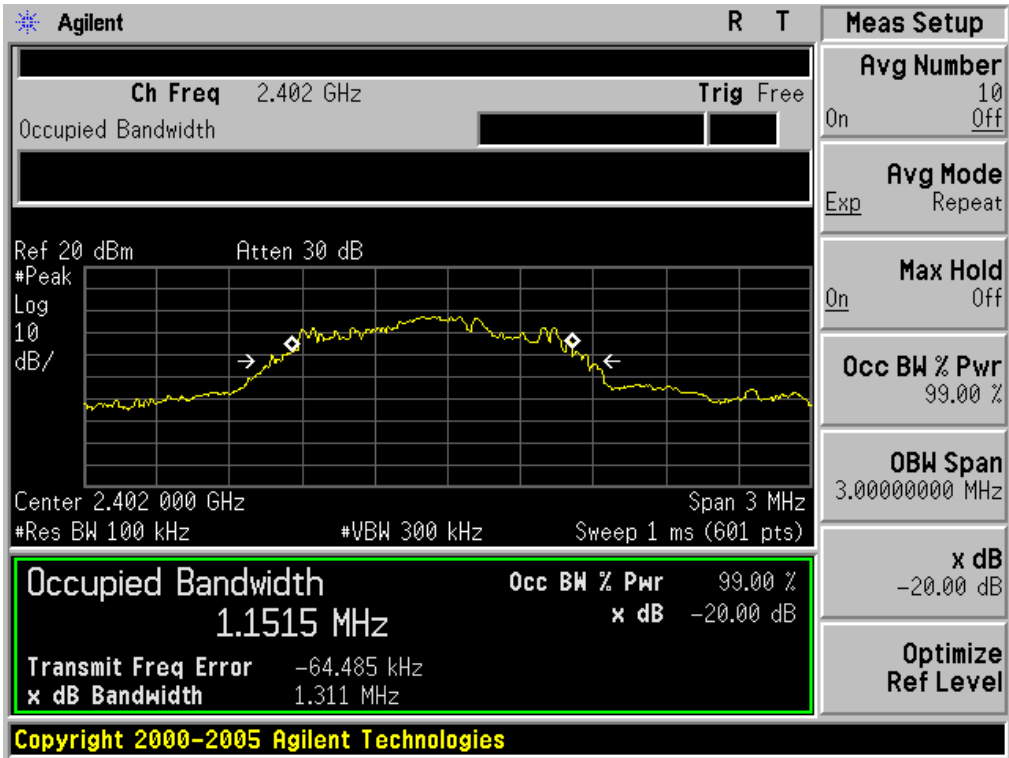 Agilent R T
Ch Freq 2.402 GHz Trig Free
Occupied Bandwidth
Ref 20 dBm Atten 30 dB
#Peak
Log
10
dB/
Center 2.402 000 GHz Span 3 MHz
#Res BW 100 kHz #VBW 300 kHz Sweep 1 ms (601 pts)
Occupied Bandwidth Occ BW % Pwr 99.00 %
1.1515 MHz x dB -20.00 dB
Transmit Freq Error -64.485 kHz
x dB Bandwidth 1.311 MHz
Copyright 2000-2005 Agilent Technologies
Meas Setup
Avg Number
10
On Off
Avg Mode
Exp Repeat
Max Hold
On Off
Occ BW % Pwr
99.00 %
OBW Span
3.00000000 MHz
x dB
-20.00 dB
Optimize
Ref Level